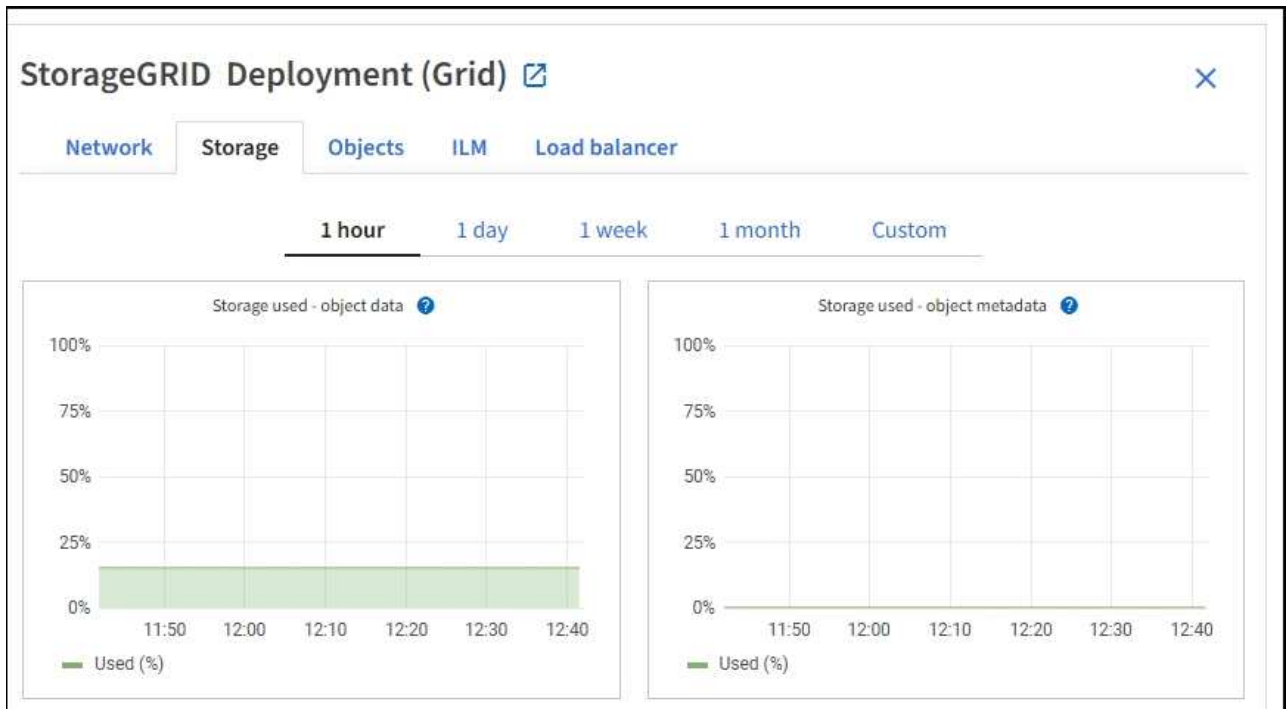 StorageGRID Deployment (Grid)
Network Storage Objects ILM Load balancer
1 hour 1 day 1 week 1 month Custom
Storage used - object data ?
100%
75%
50%
25%
0%
11:50 12:00 12:10 12:20 12:30 12:40
Used (%)
Storage used - object metadata ?
100%
75%
50%
25%
0%
11:50 12:00 12:10 12:20 12:30 12:40
Used (%)